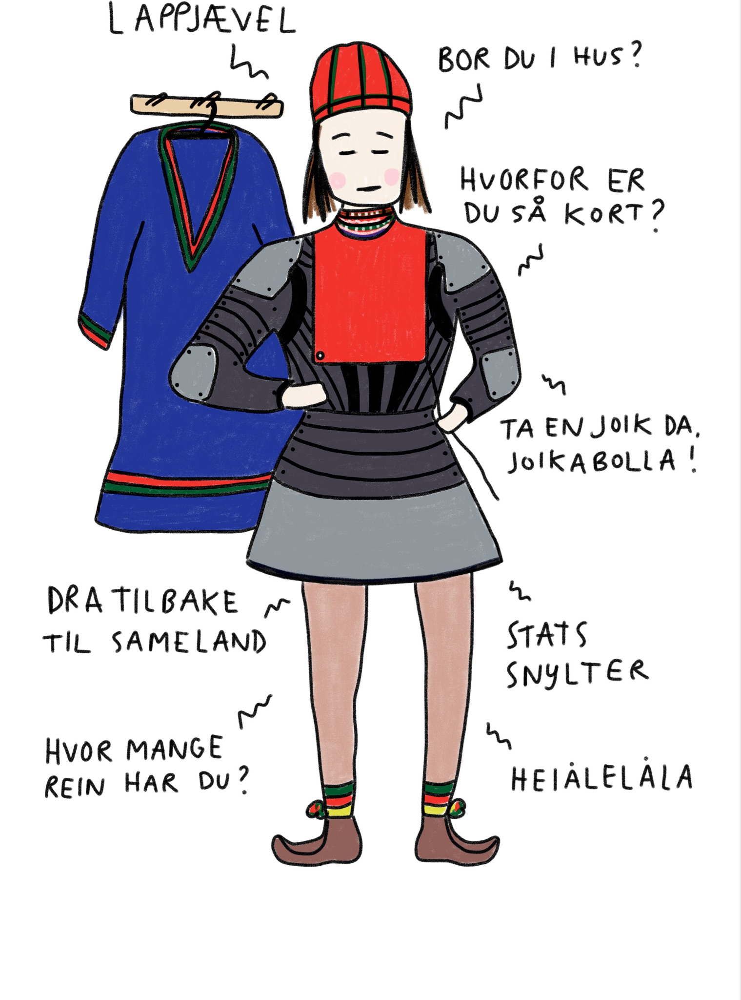 LAPPJÆVEL
BOR DU I HUS?
HVORFOR ER
DU SÅ KORT?
TA EN JOIK DA,
JOIKABOLLA!
DRA TILBAKE
TIL SAMELAND
STATS
SNYLTER
HVOR MANGE
REIN HAR DU?
HEIÅLELÅLA